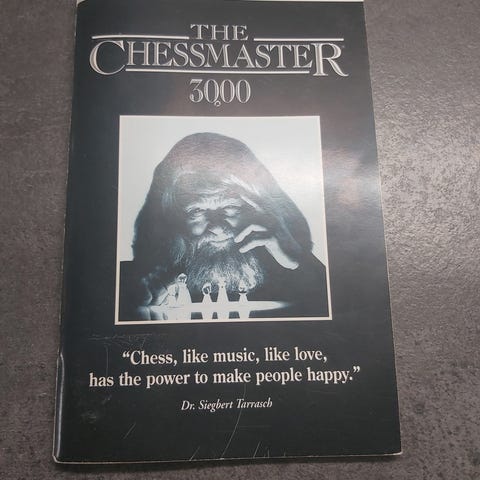 THE
CHESSMASTER
3000
“Chess, like music, like love,
has the power to make people happy.”
Dr. Siegbert Tarrasch